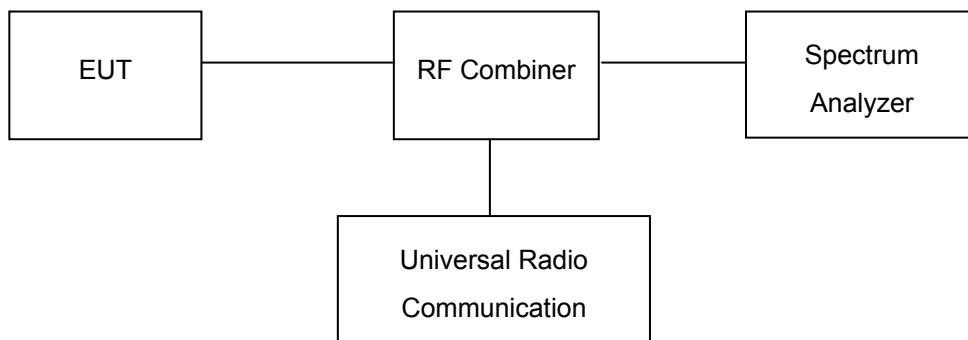 EUT
RF Combiner
Spectrum
Analyzer
Universal Radio
Communication